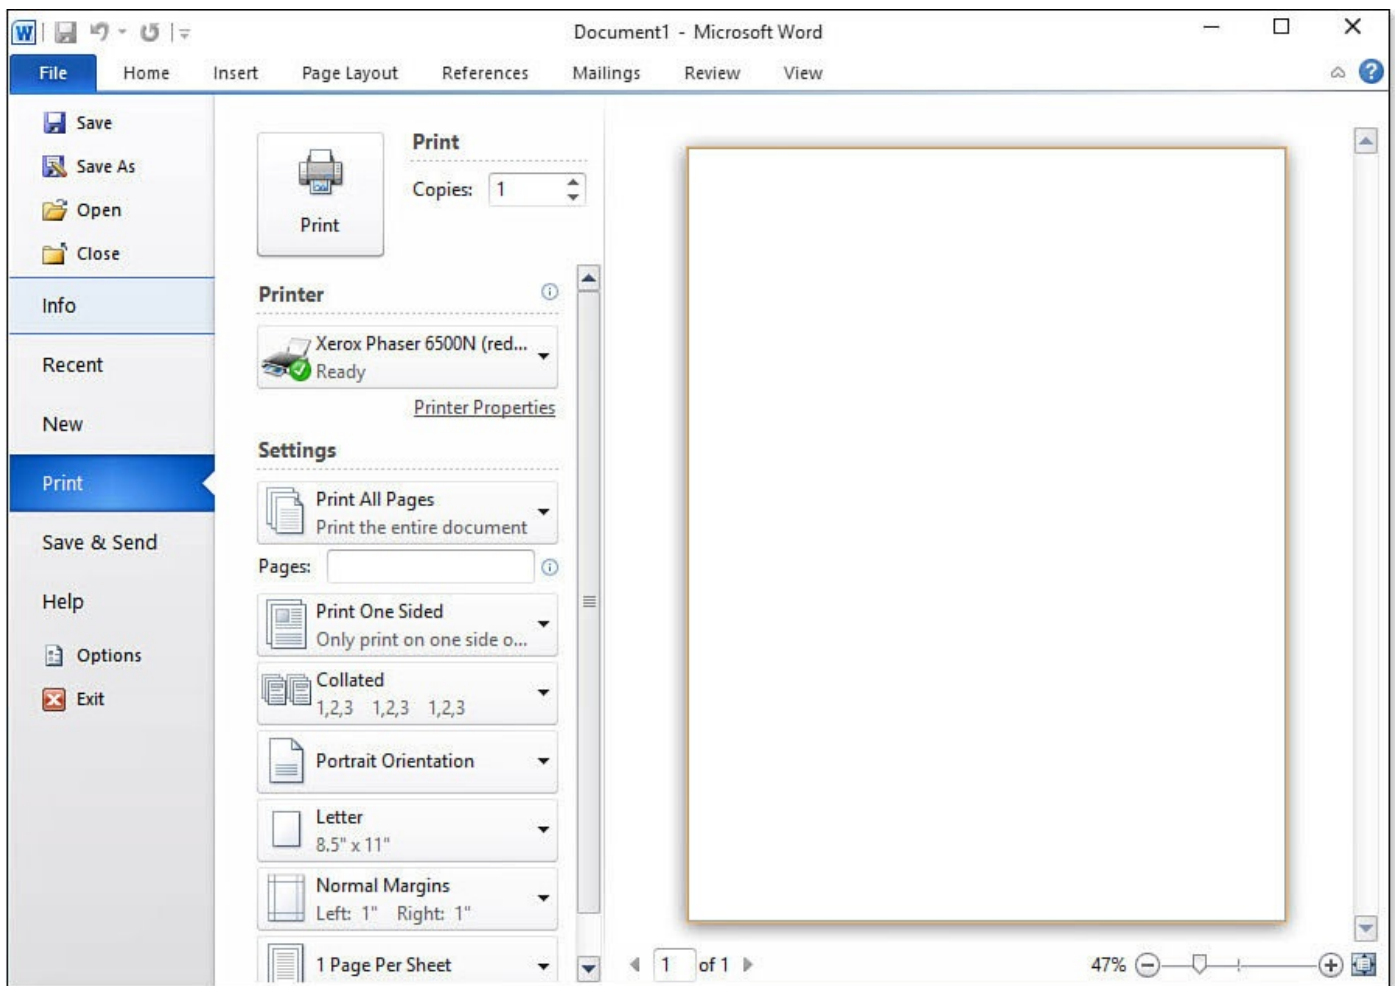 W
Document1 - Microsoft Word
File Home Insert Page Layout References Mailings Review View
?
Save
Save As
Open
Close
Info
Recent
New
Print
Save & Send
Help
Options
Exit
Print
Print
Copies: 1
Printer
Xerox Phaser 6500N (red...
Ready
Printer Properties
Settings
Print All Pages
Print the entire document
Pages:
Print One Sided
Only print on one side o...
Collated
1,2,3 1,2,3 1,2,3
Portrait Orientation
Letter
8.5" x 11"
Normal Margins
Left: 1" Right: 1"
1 Page Per Sheet
1 of 1
47%